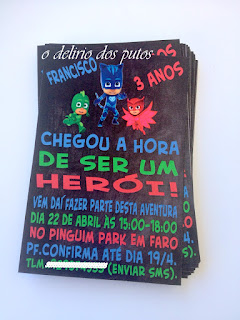 o delirio dos putos
FRANCISCO
3 ANOS
CHEGOU A HORA
DE SER UM
HERÓI!
VEM DAÍ FAZER PARTE DESTA AVENTURA
DIA 22 DE ABRIL ÀS 15:00-18:00
NO PINGUIM PARK EM FARO
PF.CONFIRMA ATÉ DIA 19/4.
TLM (ENVIAR SMS).